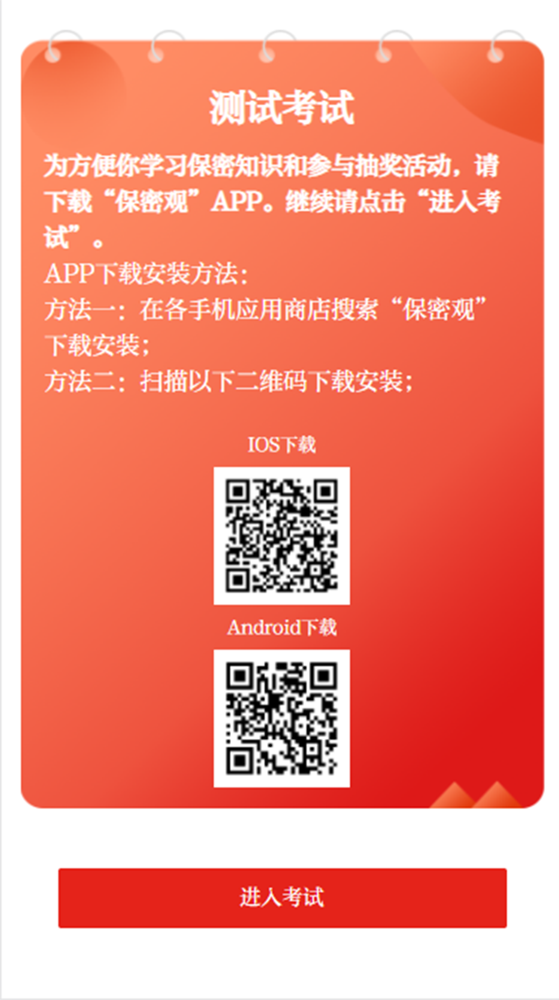 测试考试
为方便你学习保密知识和参与抽奖活动，请
下载“保密观”APP。继续请点击“进入考
试”。
APP下载安装方法：
方法一：在各手机应用商店搜索“保密观”
下载安装；
方法二：扫描以下二维码下载安装；
IOS下载
Android下载
进入考试